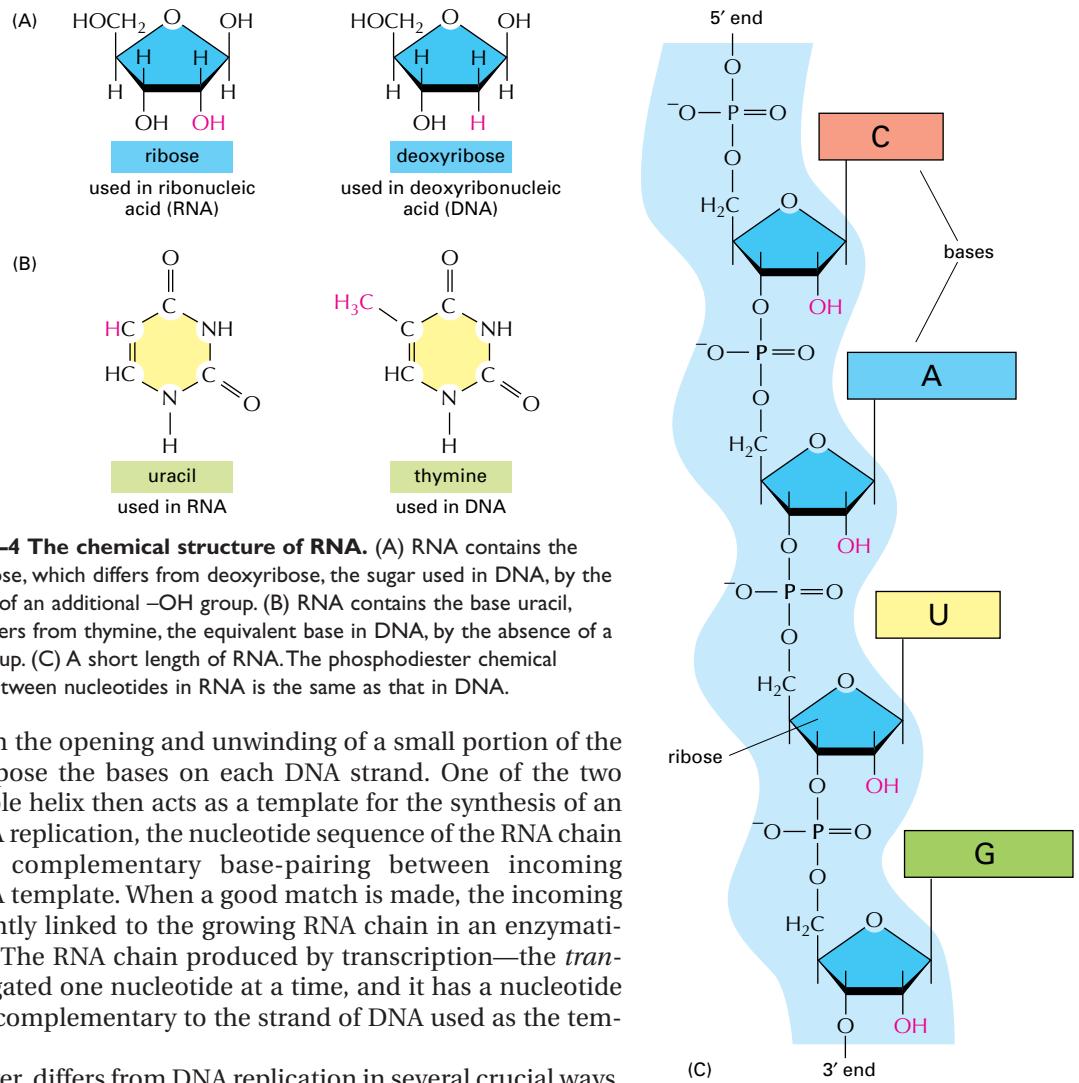 (A)
HOCH2 O OH
H H
H H
OH OH
ribose
used in ribonucleic
acid (RNA)
HOCH2 O OH
H H
H H
OH H
deoxyribose
used in deoxyribonucleic
acid (DNA)
(B)
O
C
HC NH
HC C
N O
H
uracil
used in RNA
O
H3C C
C NH
HC C
N O
H
thymine
used in DNA
–4 The chemical structure of RNA. (A) RNA contains the
ose, which differs from deoxyribose, the sugar used in DNA, by the
of an additional –OH group. (B) RNA contains the base uracil,
ers from thymine, the equivalent base in DNA, by the absence of a
up. (C) A short length of RNA. The phosphodiester chemical
etween nucleotides in RNA is the same as that in DNA.
n the opening and unwinding of a small portion of the
pose the bases on each DNA strand. One of the two
ole helix then acts as a template for the synthesis of an
A replication, the nucleotide sequence of the RNA chain
complementary base-pairing between incoming
A template. When a good match is made, the incoming
ntly linked to the growing RNA chain in an enzymati-
The RNA chain produced by transcription—the tran-
gated one nucleotide at a time, and it has a nucleotide
complementary to the strand of DNA used as the tem-
er, differs from DNA replication in several crucial ways.
5′ end
O
−O—P=O
O
H2C O
C
O OH
bases
−O—P=O
O
H2C O
A
O OH
−O—P=O
O
H2C O
U
ribose
O OH
−O—P=O
O
H2C O
G
O OH
(C)
3′ end